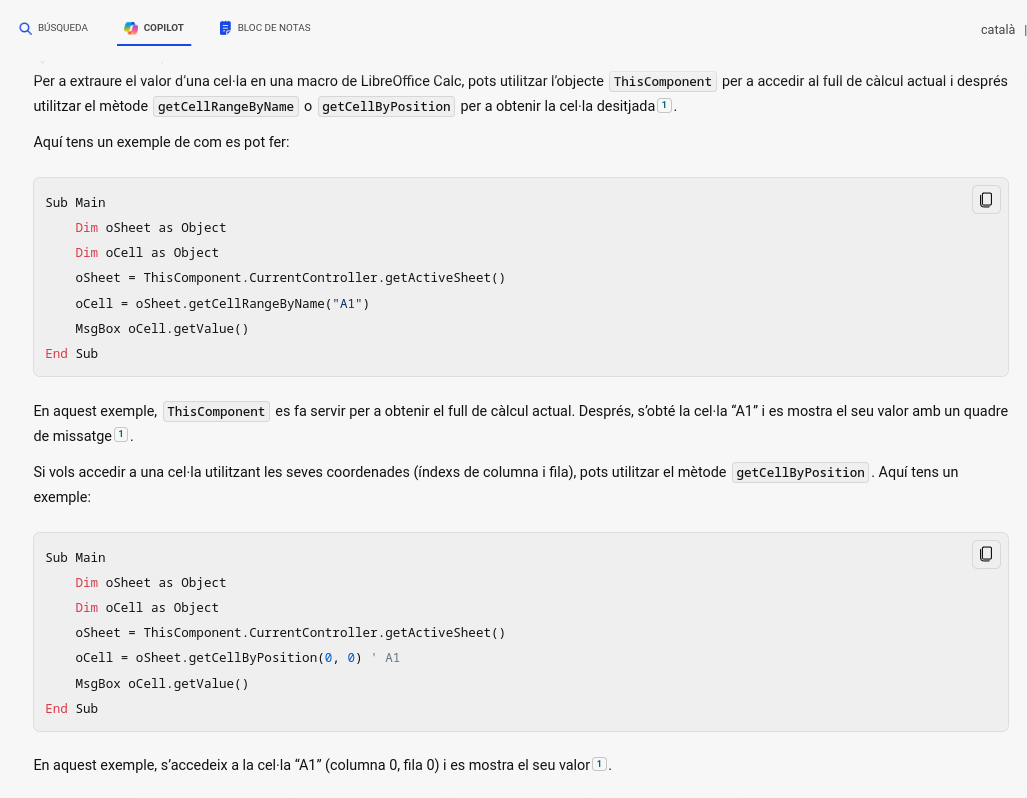 BÚSQUEDA COPILOT BLOC DE NOTAS català |
Per a extraure el valor d’una cel·la en una macro de LibreOffice Calc, pots utilitzar l’objecte ThisComponent per a accedir al full de càlcul actual i després
utilitzar el mètode getCellRangeByName o getCellByPosition per a obtenir la cel·la desitjada 1 .
Aquí tens un exemple de com es pot fer:
Sub Main
Dim oSheet as Object
Dim oCell as Object
oSheet = ThisComponent.CurrentController.getActiveSheet()
oCell = oSheet.getCellRangeByName("A1")
MsgBox oCell.getValue()
End Sub
En aquest exemple, ThisComponent es fa servir per a obtenir el full de càlcul actual. Després, s’obté la cel·la “A1” i es mostra el seu valor amb un quadre
de missatge 1 .
Si vols accedir a una cel·la utilitzant les seves coordenades (índexs de columna i fila), pots utilitzar el mètode getCellByPosition . Aquí tens un
exemple:
Sub Main
Dim oSheet as Object
Dim oCell as Object
oSheet = ThisComponent.CurrentController.getActiveSheet()
oCell = oSheet.getCellByPosition(0, 0) ' A1
MsgBox oCell.getValue()
End Sub
En aquest exemple, s’accedeix a la cel·la “A1” (columna 0, fila 0) i es mostra el seu valor 1 .